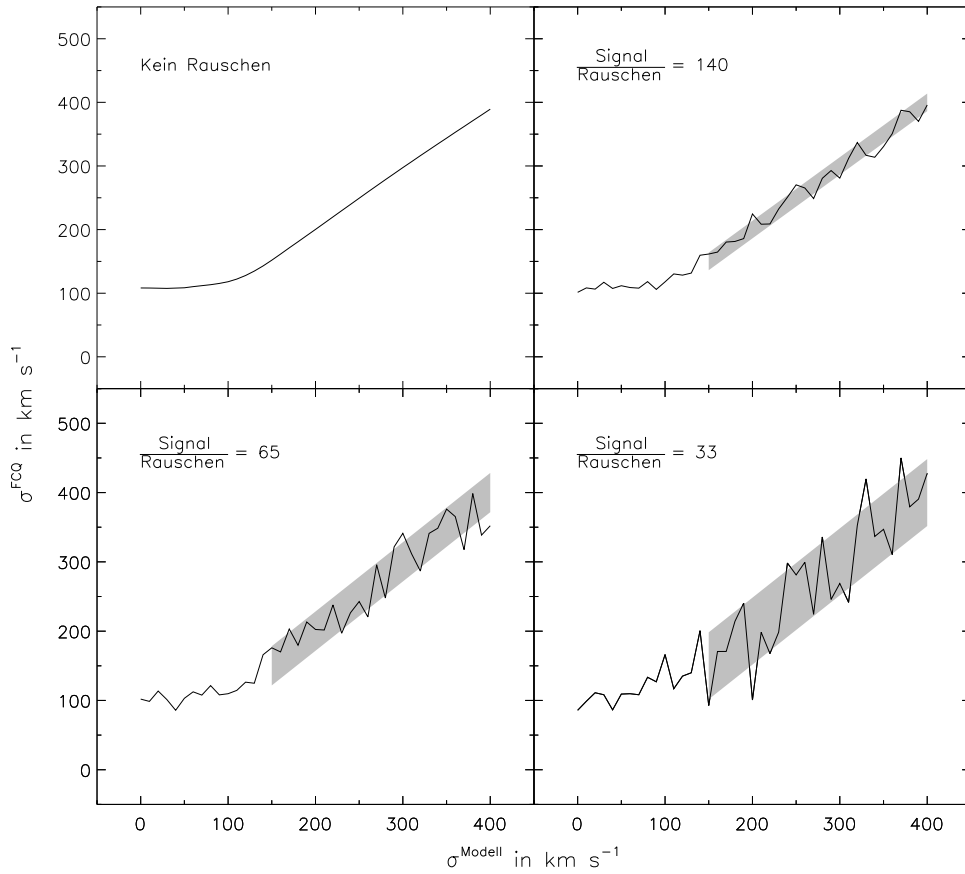 Kein Rauschen
Signal
Rauschen = 140
500
400
300
200
100
0
Signal
Rauschen = 65
Signal
Rauschen = 33
500
400
300
200
100
0
0 100 200 300 400
0 100 200 300 400
σ^FCQ in km s⁻¹
σ^Modell in km s⁻¹